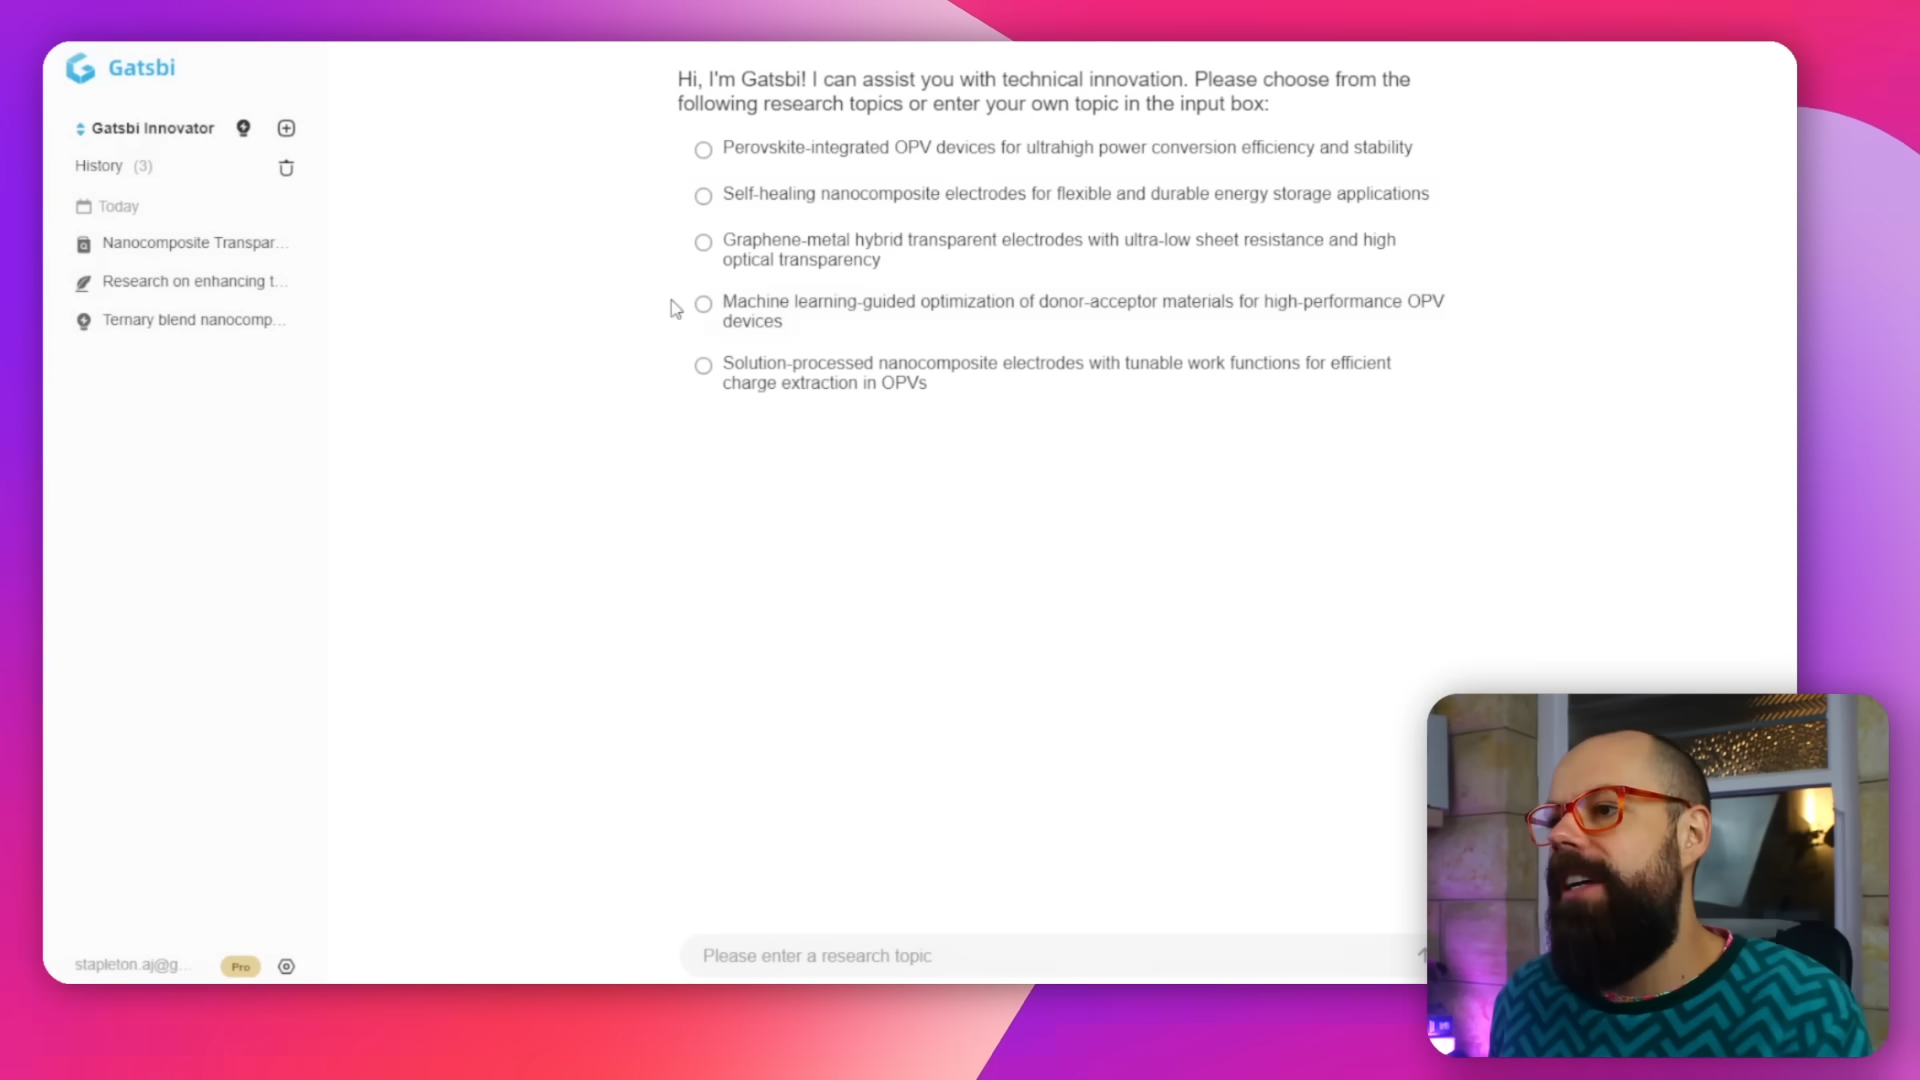 Gatsbi
Gatsbi Innovator
History (3)
Today
Nanocomposite Transpar...
Research on enhancing t...
Ternary blend nanocomp...
stapleton.aj@g...
Pro
Hi, I'm Gatsbi! I can assist you with technical innovation. Please choose from the
following research topics or enter your own topic in the input box:
Perovskite-integrated OPV devices for ultrahigh power conversion efficiency and stability
Self-healing nanocomposite electrodes for flexible and durable energy storage applications
Graphene-metal hybrid transparent electrodes with ultra-low sheet resistance and high
optical transparency
Machine learning-guided optimization of donor-acceptor materials for high-performance OPV
devices
Solution-processed nanocomposite electrodes with tunable work functions for efficient
charge extraction in OPVs
Please enter a research topic